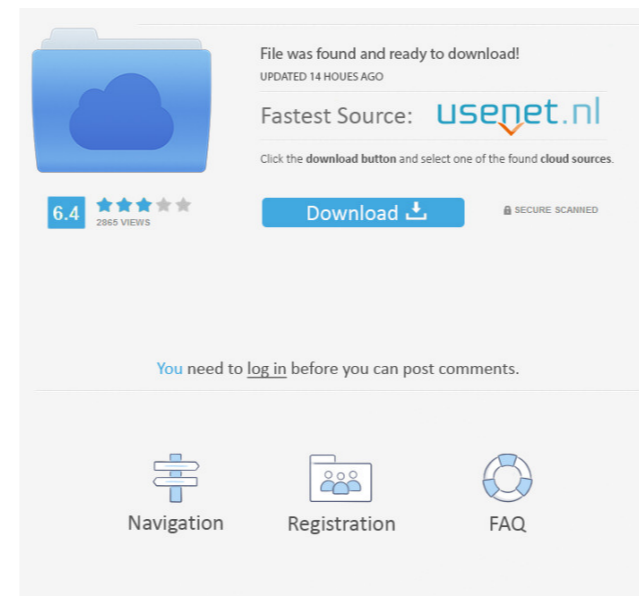 File was found and ready to download!
UPDATED 14 HOUES AGO
Fastest Source: usenet.nl
Click the download button and select one of the found cloud sources.
6.4
2865 VIEWS
Download
SECURE SCANNED
You need to log in before you can post comments.
Navigation
Registration
FAQ